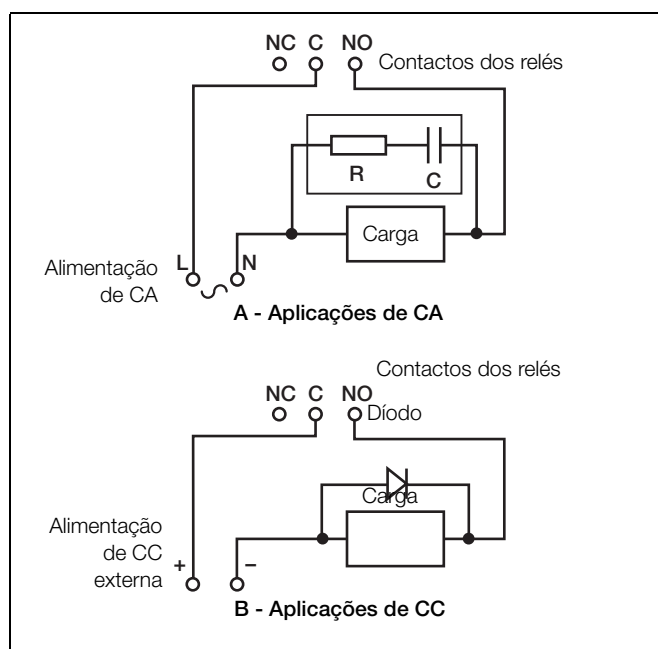 NC C NO
Contactos dos relés
R
C
Carga
L N
Alimentação
de CA
A - Aplicações de CA
Contactos dos relés
NC C NO
Díodo
Carga
Alimentação
de CC
externa
+ −
B - Aplicações de CC